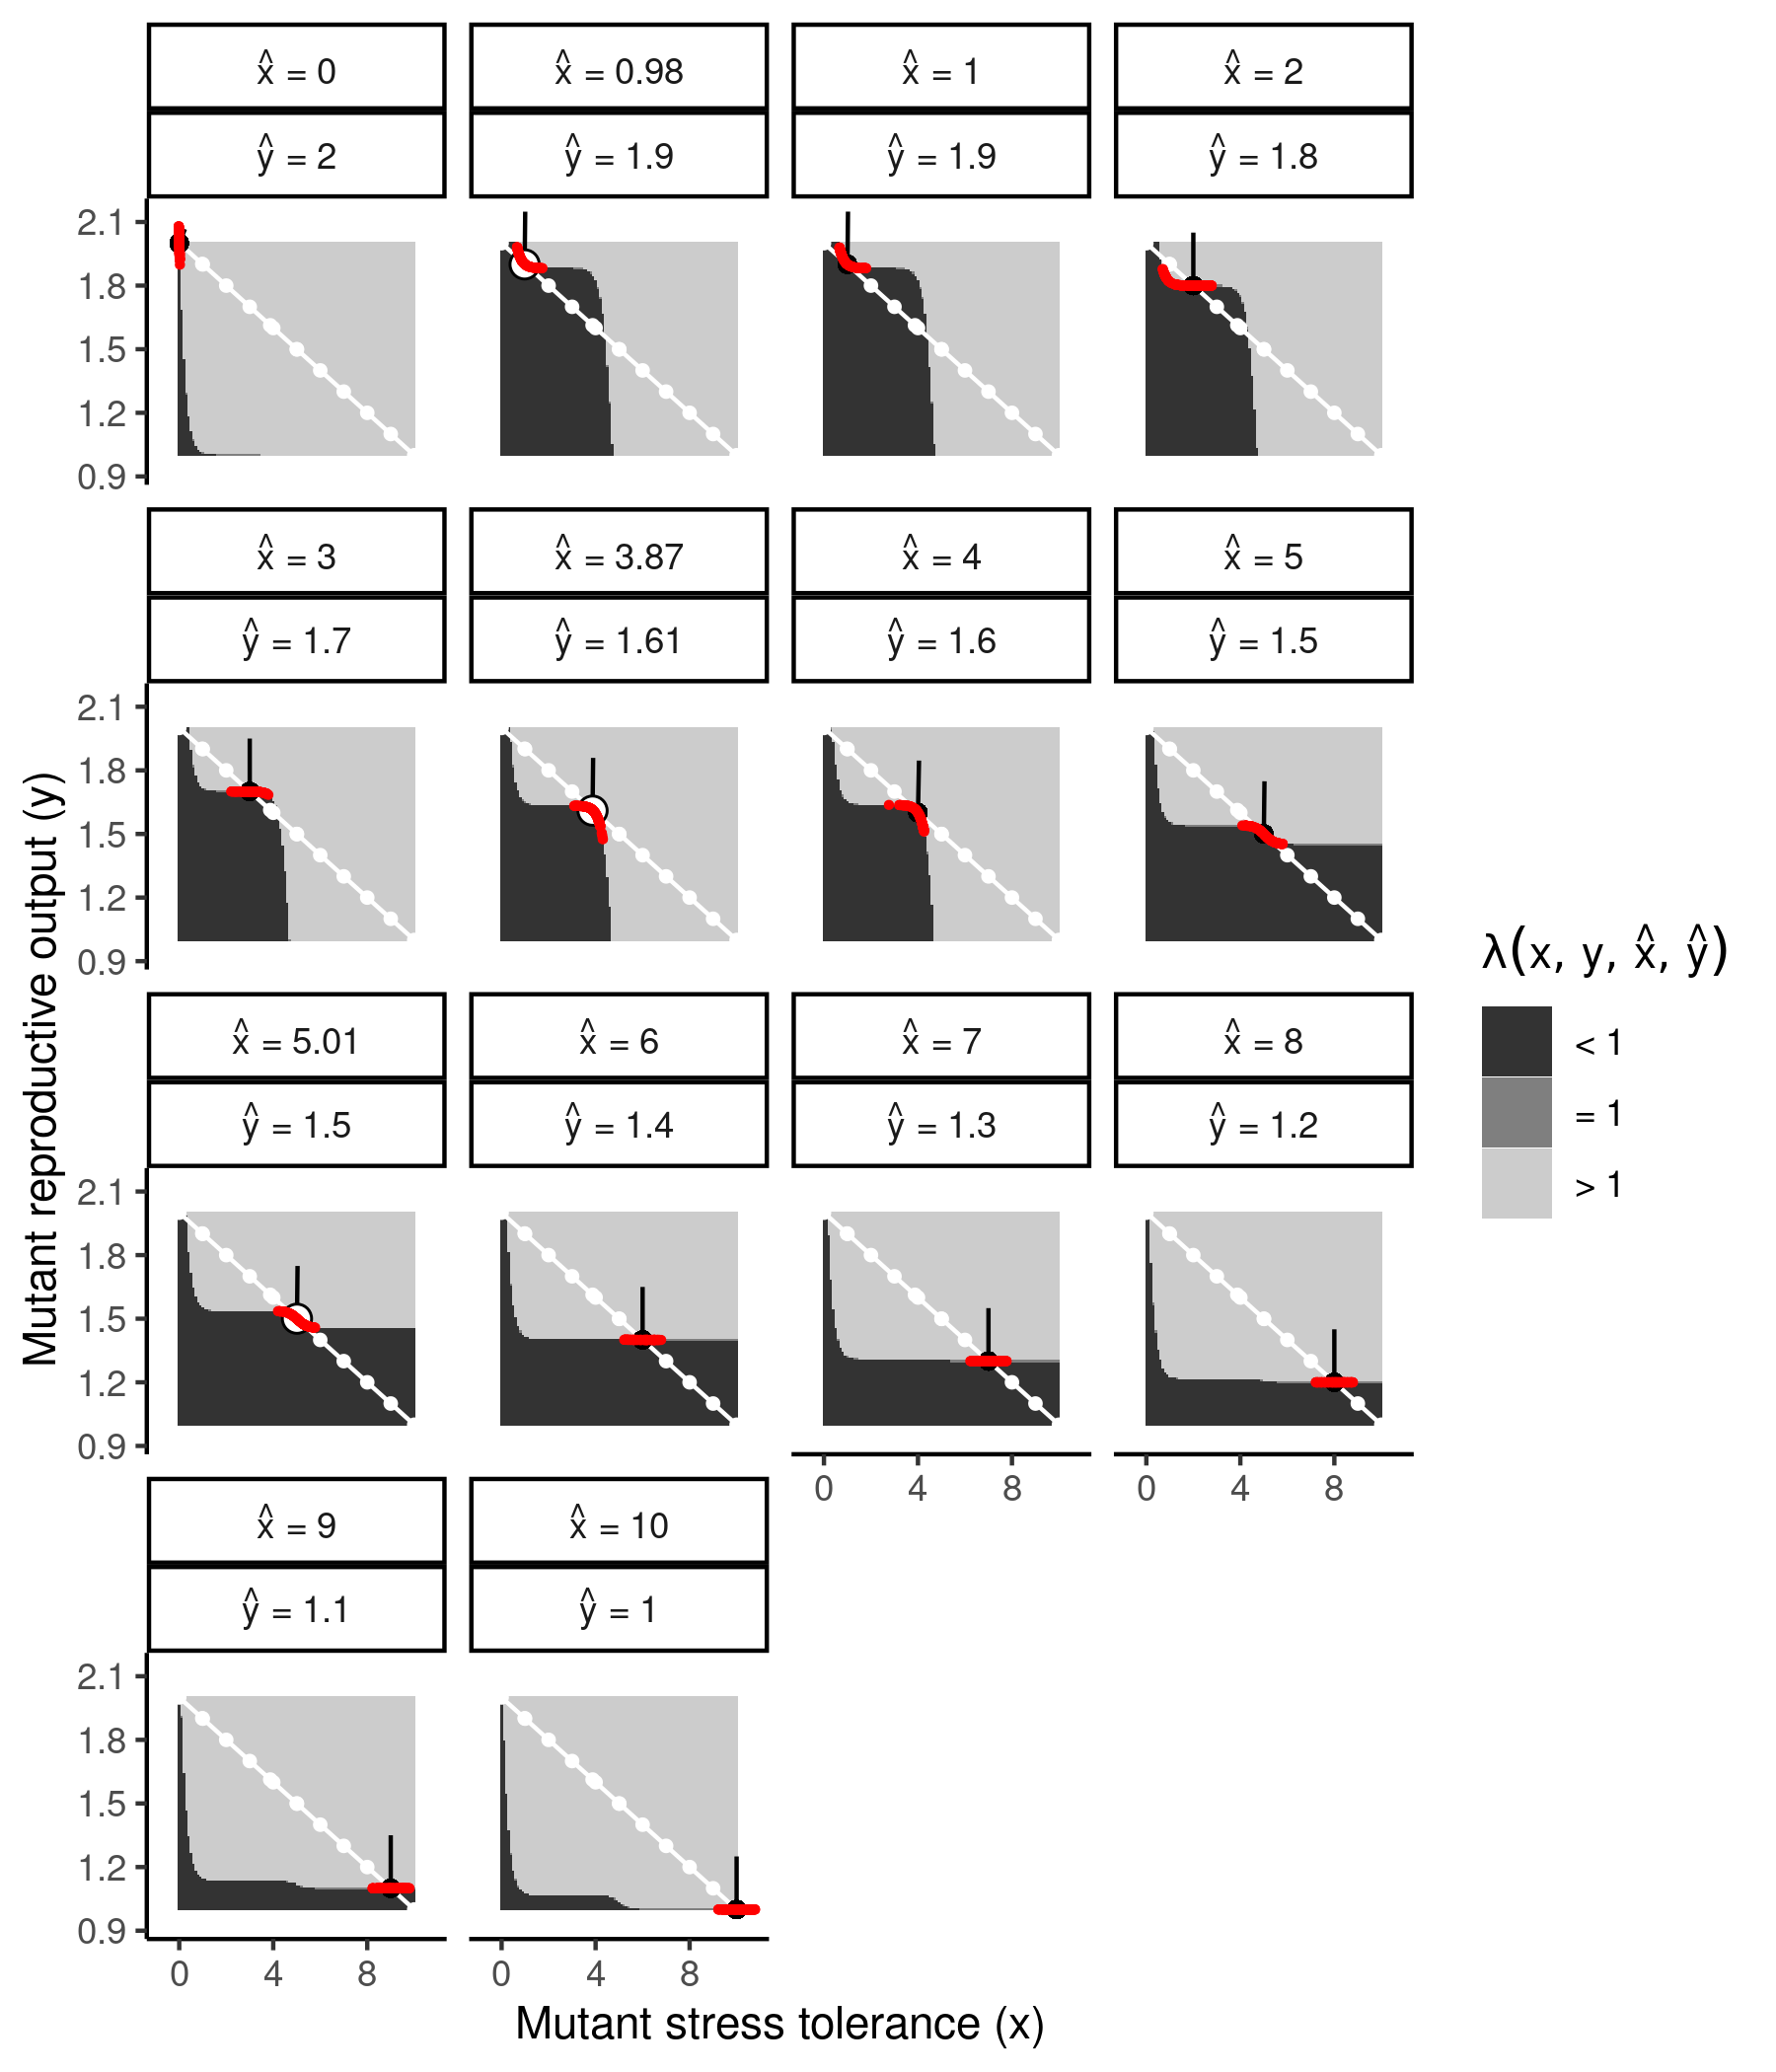 x̂ = 0
x̂ = 0.98
x̂ = 1
x̂ = 2
ŷ = 2
ŷ = 1.9
ŷ = 1.9
ŷ = 1.8
2.1
1.8
1.5
1.2
0.9
x̂ = 3
x̂ = 3.87
x̂ = 4
x̂ = 5
ŷ = 1.7
ŷ = 1.61
ŷ = 1.6
ŷ = 1.5
2.1
1.8
1.5
1.2
0.9
x̂ = 5.01
x̂ = 6
x̂ = 7
x̂ = 8
ŷ = 1.5
ŷ = 1.4
ŷ = 1.3
ŷ = 1.2
2.1
1.8
1.5
1.2
0.9
0 4 8
0 4 8
x̂ = 9
x̂ = 10
ŷ = 1.1
ŷ = 1
2.1
1.8
1.5
1.2
0.9
0 4 8
0 4 8
Mutant stress tolerance (x)
Mutant reproductive output (y)
λ(x, y, x̂, ŷ)
< 1
= 1
> 1